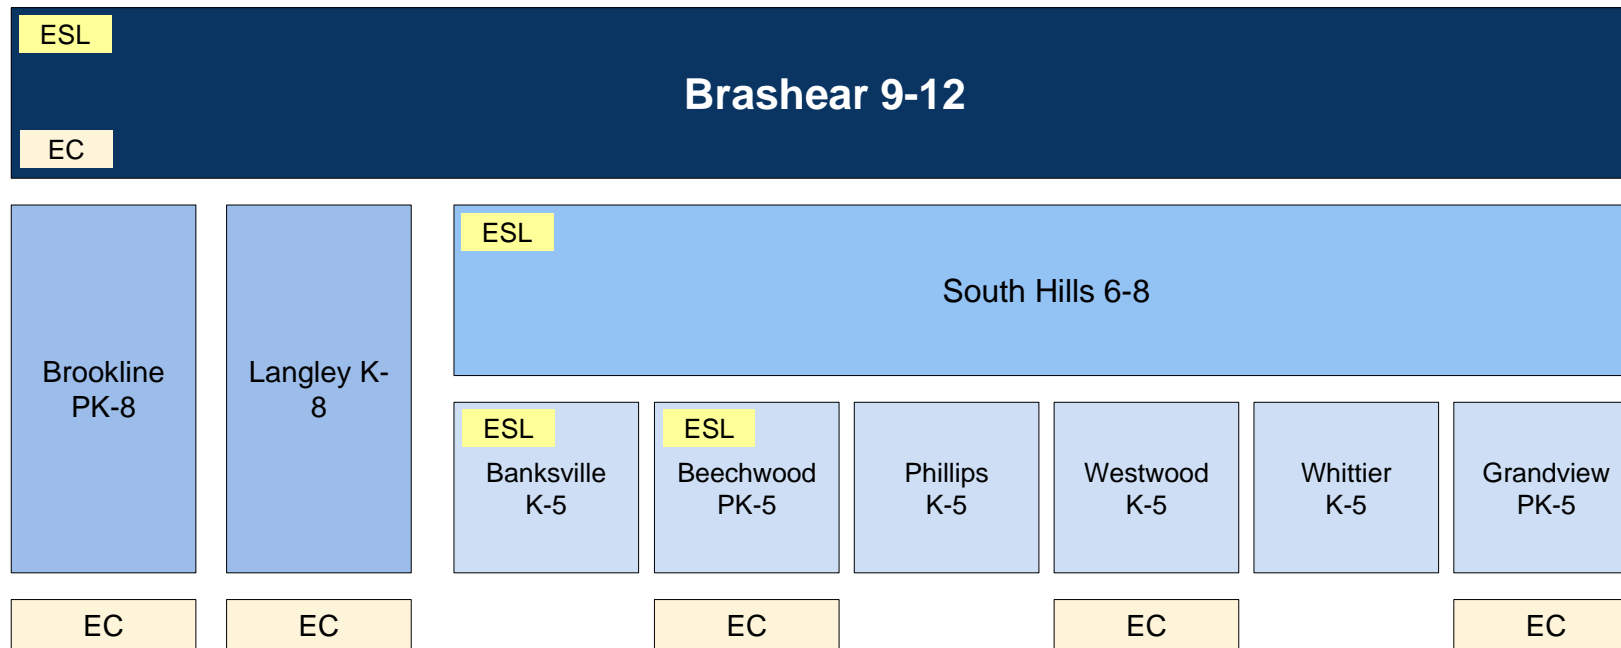 ESL
Brashear 9-12
EC
Brookline
PK-8
Langley K-
8
ESL
South Hills 6-8
ESL
Banksville
K-5
ESL
Beechwood
PK-5
Phillips
K-5
Westwood
K-5
Whittier
K-5
Grandview
PK-5
EC
EC
EC
EC
EC